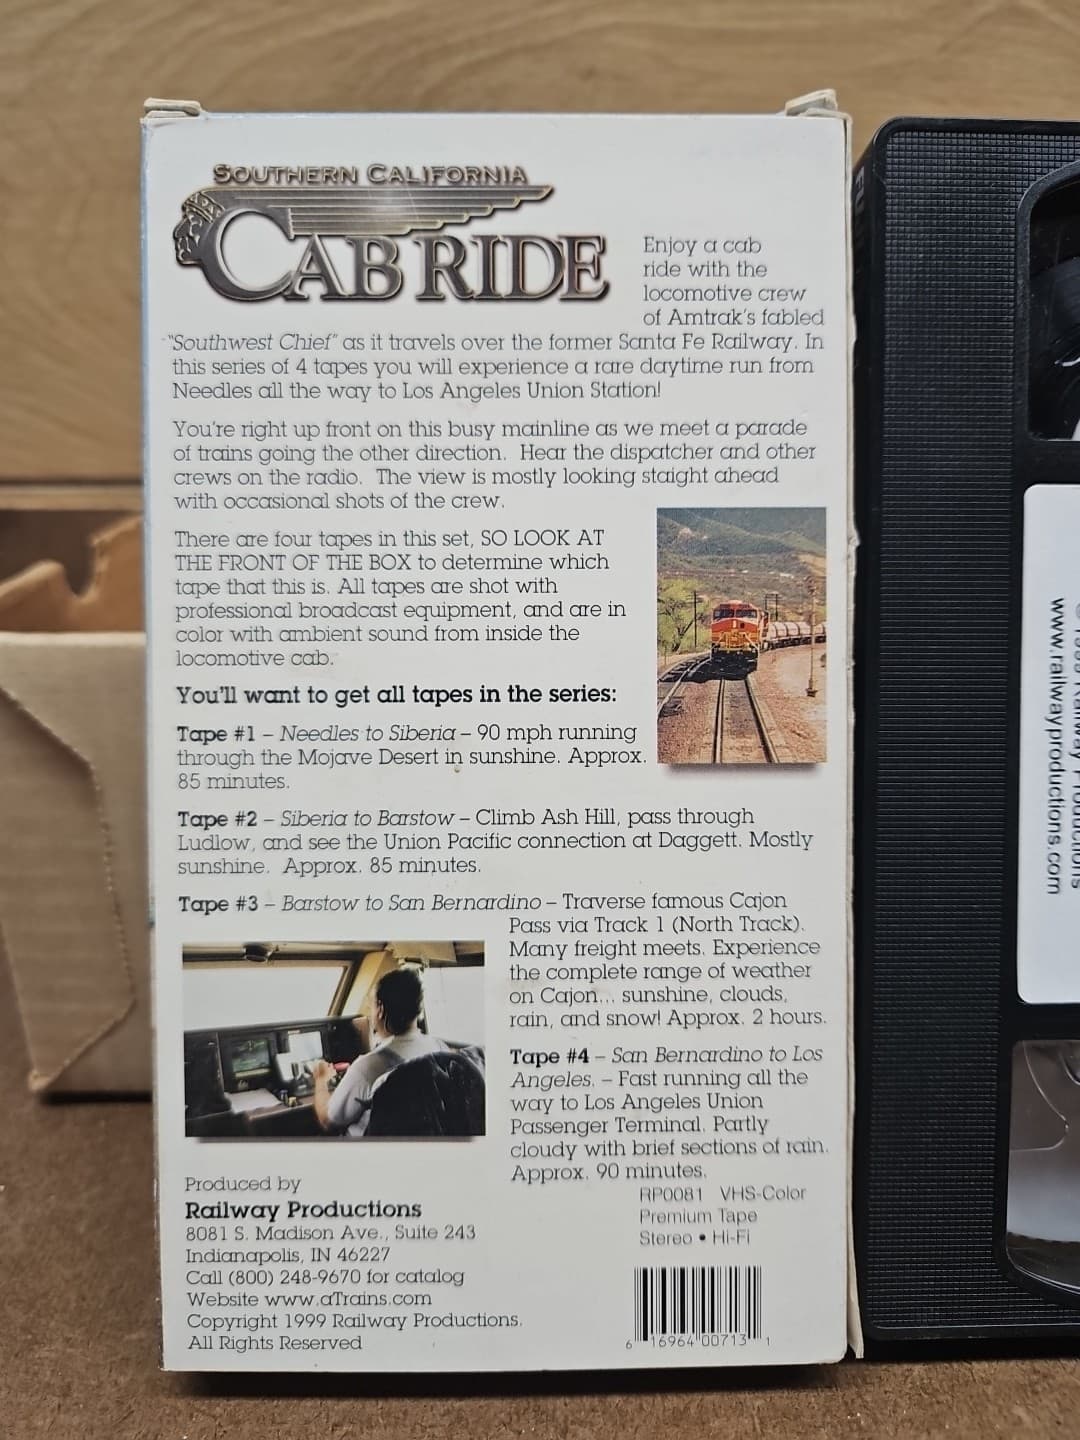 SOUTHERN CALIFORNIA
CAB RIDE
Enjoy a cab
ride with the
locomotive crew
of Amtrak's fabled
"Southwest Chief" as it travels over the former Santa Fe Railway. In
this series of 4 tapes you will experience a rare daytime run from
Needles all the way to Los Angeles Union Station!
You're right up front on this busy mainline as we meet a parade
of trains going the other direction. Hear the dispatcher and other
crews on the radio. The view is mostly looking staight ahead
with occasional shots of the crew.
There are four tapes in this set, SO LOOK AT
THE FRONT OF THE BOX to determine which
tape that this is. All tapes are shot with
professional broadcast equipment, and are in
color with ambient sound from inside the
locomotive cab.
You'll want to get all tapes in the series:
Tape #1 – Needles to Siberia – 90 mph running
through the Mojave Desert in sunshine. Approx.
85 minutes.
Tape #2 – Siberia to Barstow – Climb Ash Hill, pass through
Ludlow, and see the Union Pacific connection at Daggett. Mostly
sunshine. Approx. 85 minutes.
Tape #3 – Barstow to San Bernardino – Traverse famous Cajon
Pass via Track 1 (North Track).
Many freight meets. Experience
the complete range of weather
on Cajon... sunshine, clouds,
rain, and snow! Approx. 2 hours.
Tape #4 – San Bernardino to Los
Angeles. – Fast running all the
way to Los Angeles Union
Passenger Terminal. Partly
cloudy with brief sections of rain.
Approx. 90 minutes.
Produced by
Railway Productions
8081 S. Madison Ave., Suite 243
Indianapolis, IN 46227
Call (800) 248-9670 for catalog
Website www.aTrains.com
Copyright 1999 Railway Productions.
All Rights Reserved
RP0081 VHS-Color
Premium Tape
Stereo • Hi-Fi
6 16964 00713 1
Railway Productions
www.railwayproductions.com